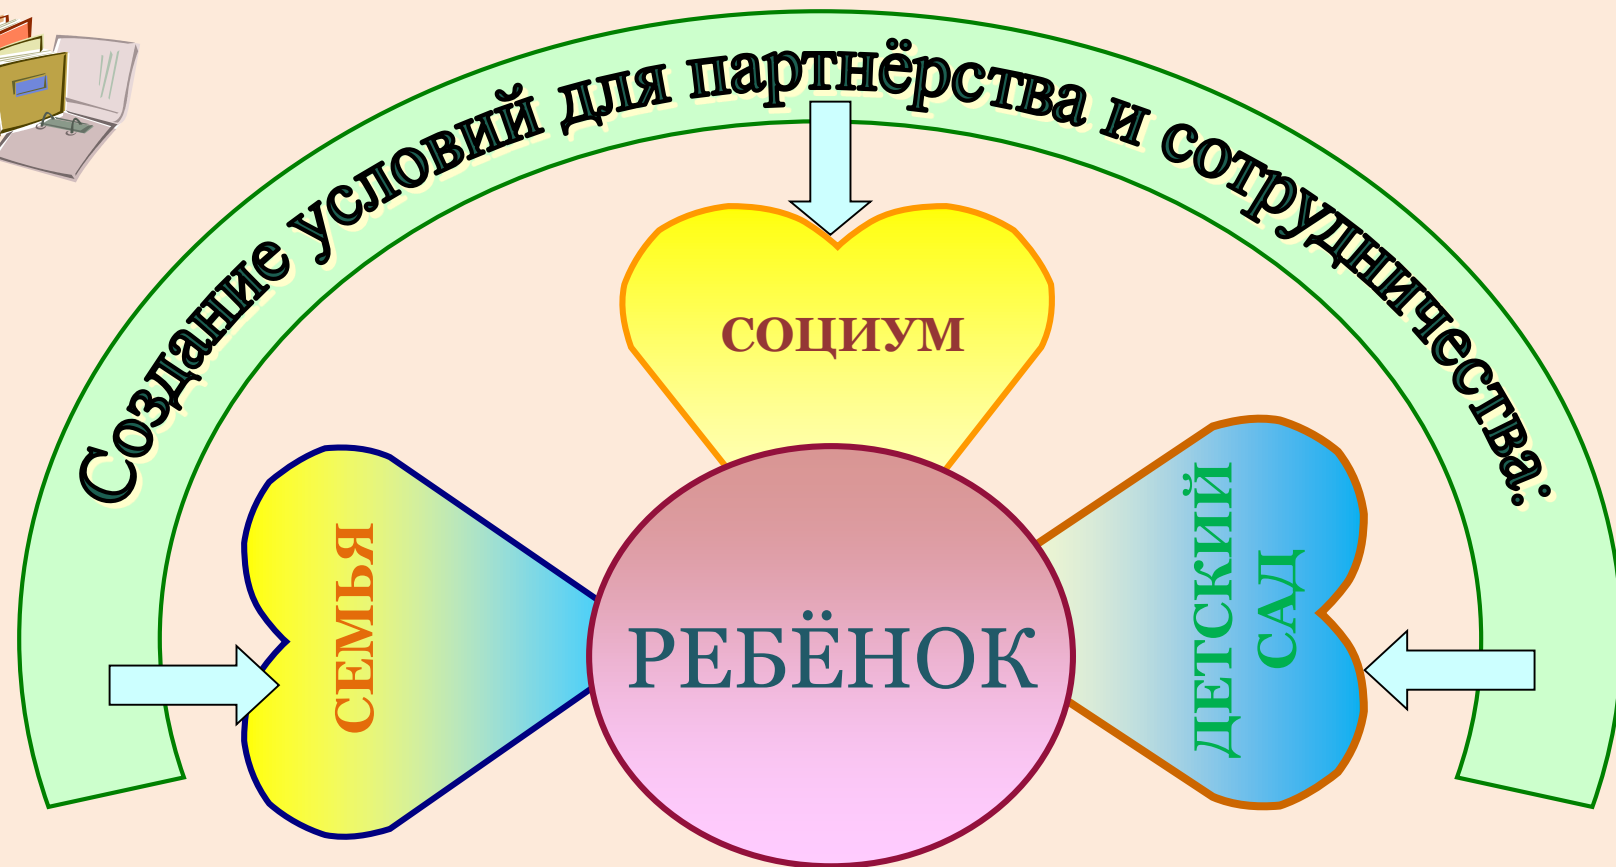 Создание условий для партнёрства и сотрудничества:
СОЦИУМ
СЕМЬЯ
РЕБЁНОК
ДЕТСКИЙ
САД